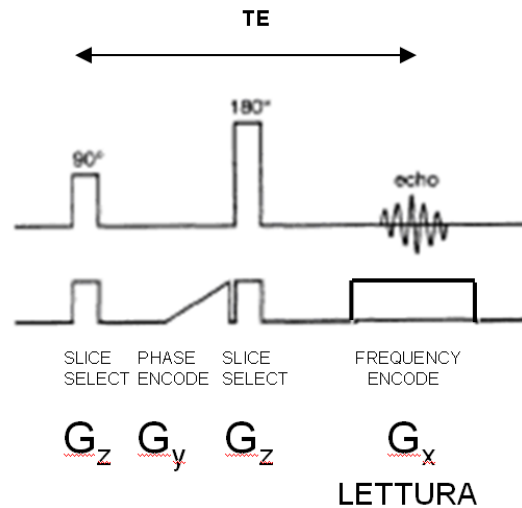 TE
180°
90°
echo
SLICE SELECT
PHASE ENCODE
SLICE SELECT
FREQUENCY ENCODE
Gz
Gy
Gz
Gx
LETTURA